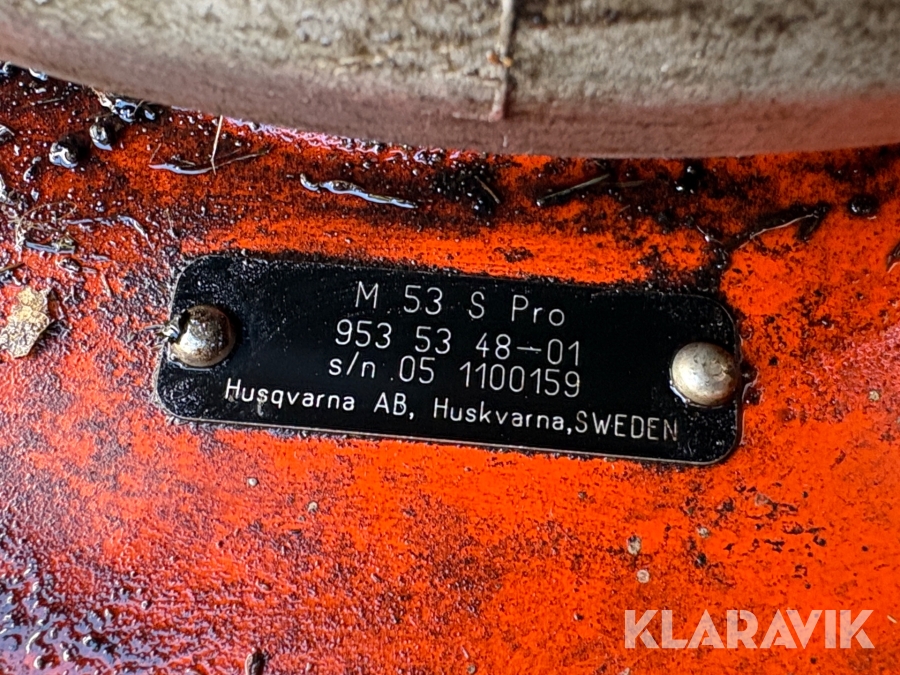 M 53 S Pro
953 53 48-01
s/n 05 1100159
Husqvarna AB, Huskvarna,SWEDEN
KLARAVIK